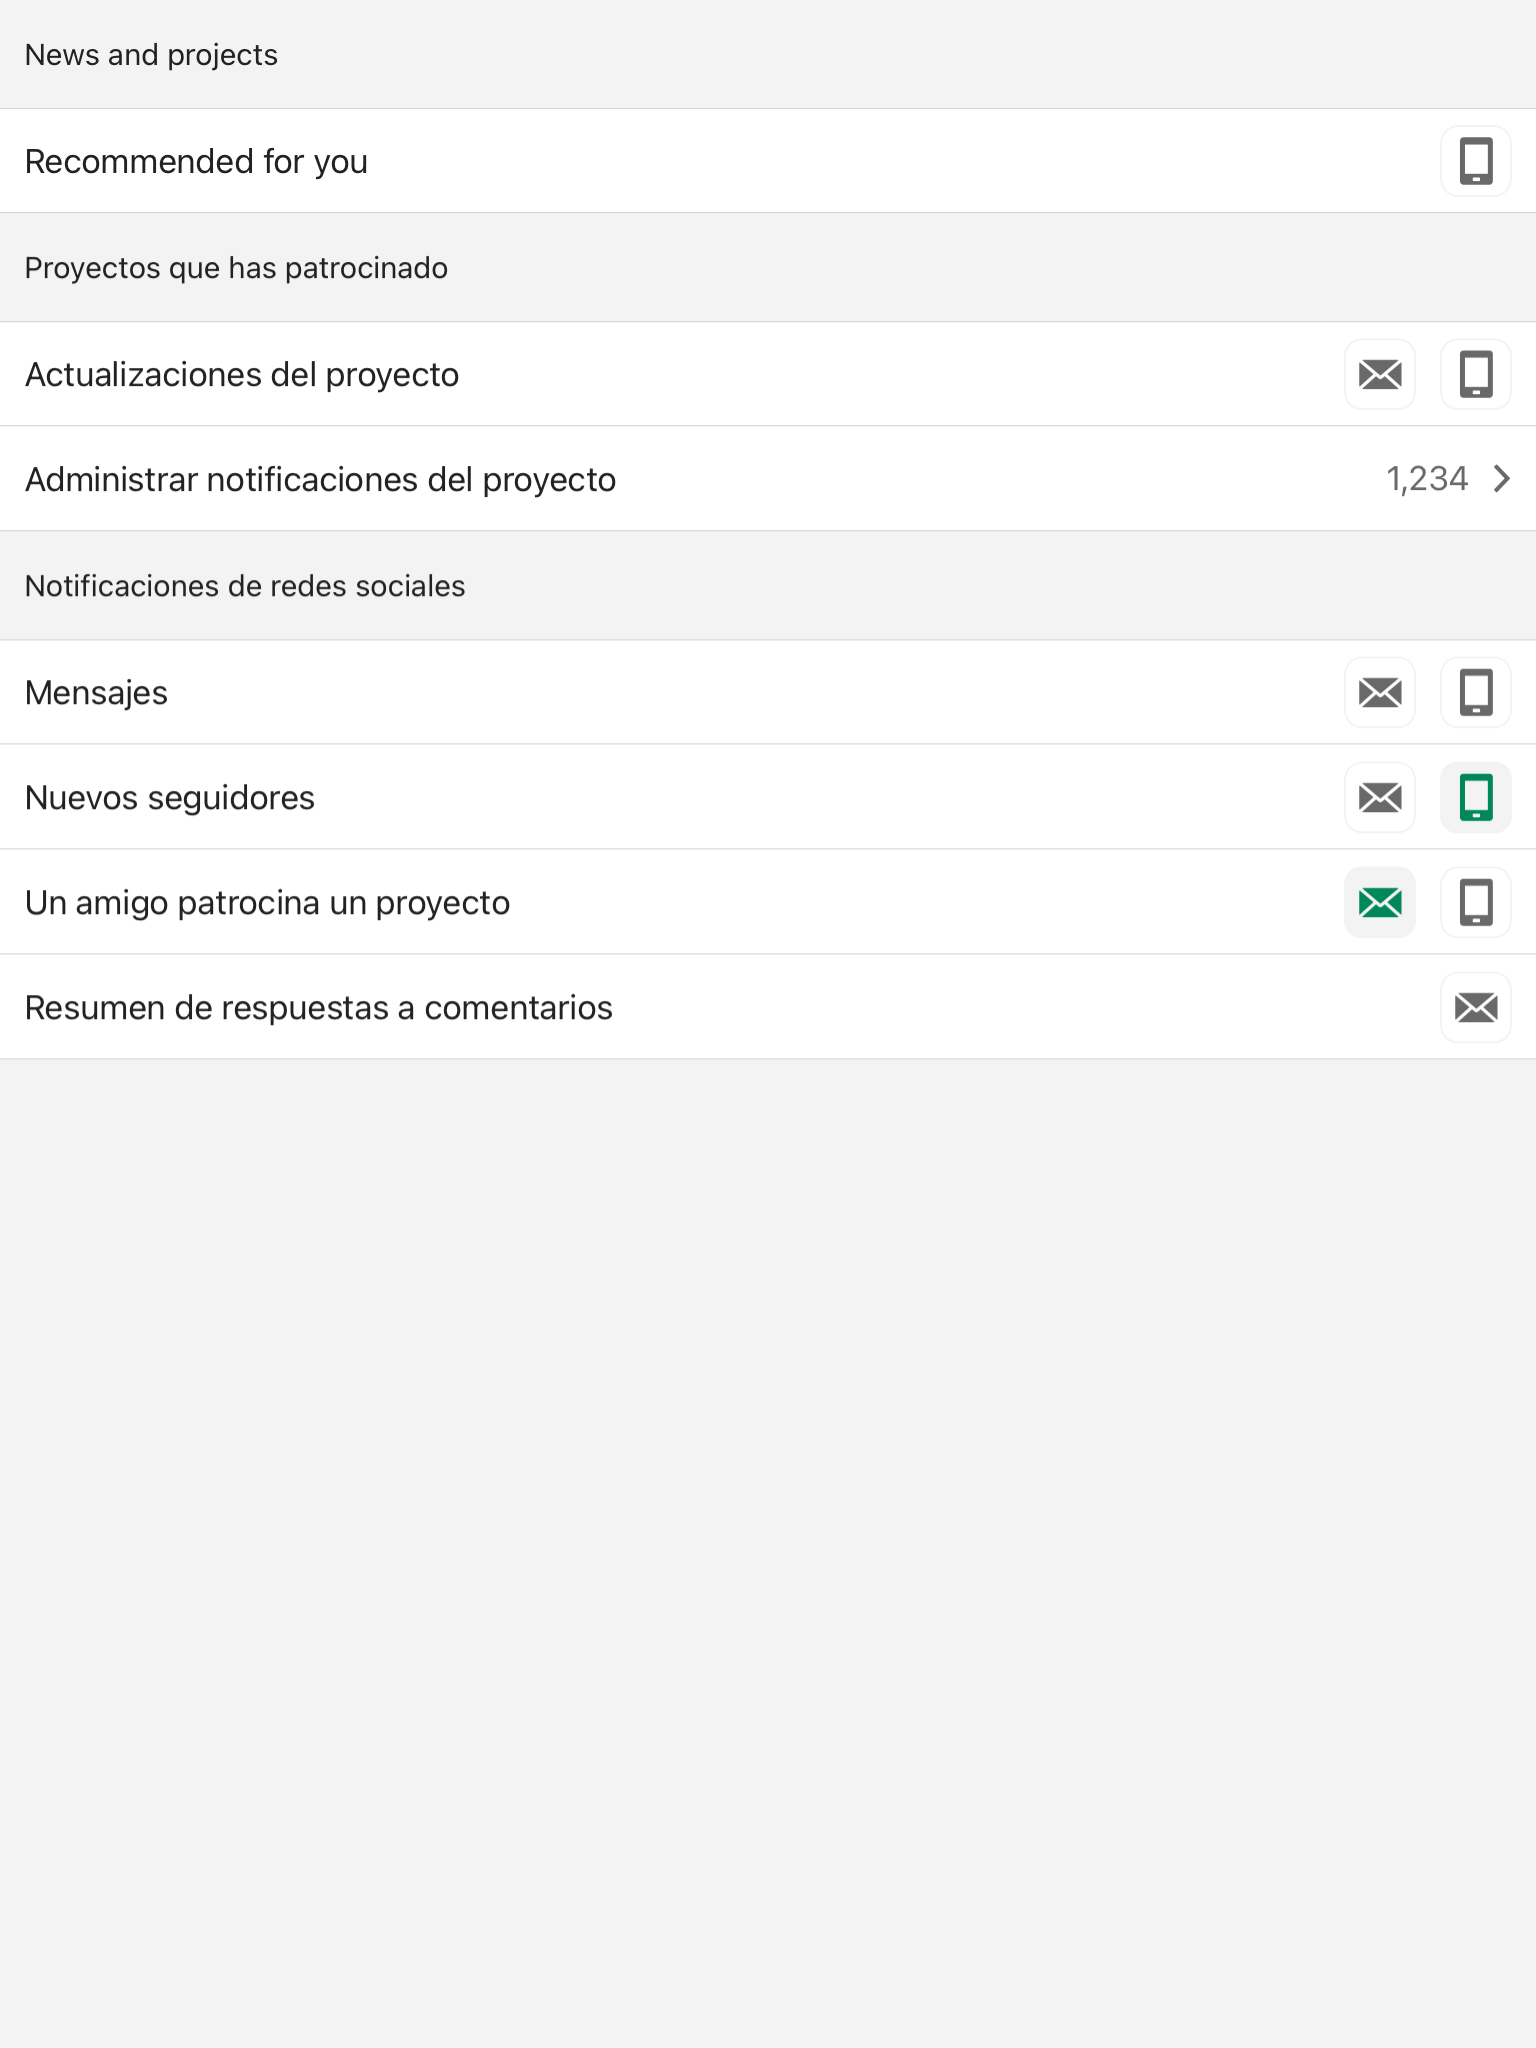 News and projects
Recommended for you
Proyectos que has patrocinado
Actualizaciones del proyecto
Administrar notificaciones del proyecto 1,234
Notificaciones de redes sociales
Mensajes
Nuevos seguidores
Un amigo patrocina un proyecto
Resumen de respuestas a comentarios